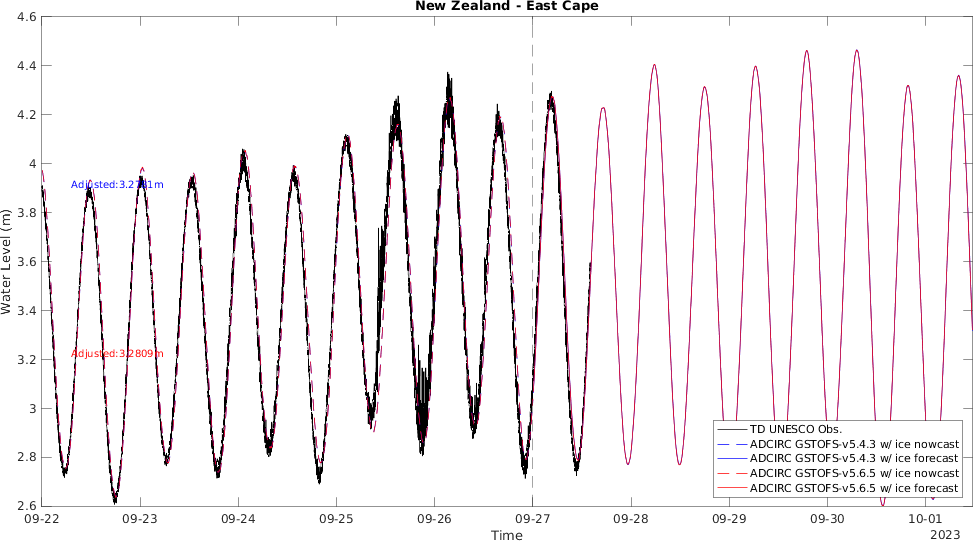 New Zealand - East Cape
4.6
4.4
4.2
4
3.8
3.6
3.4
3.2
3
2.8
2.6
Water Level (m)
Adjusted:3.2781m
Adjusted:3.2809m
TD UNESCO Obs.
ADCIRC GSTOFS-v5.4.3 w/ ice nowcast
ADCIRC GSTOFS-v5.4.3 w/ ice forecast
ADCIRC GSTOFS-v5.6.5 w/ ice nowcast
ADCIRC GSTOFS-v5.6.5 w/ ice forecast
09-22 09-23 09-24 09-25 09-26 09-27 09-28 09-29 09-30 10-01
Time
2023